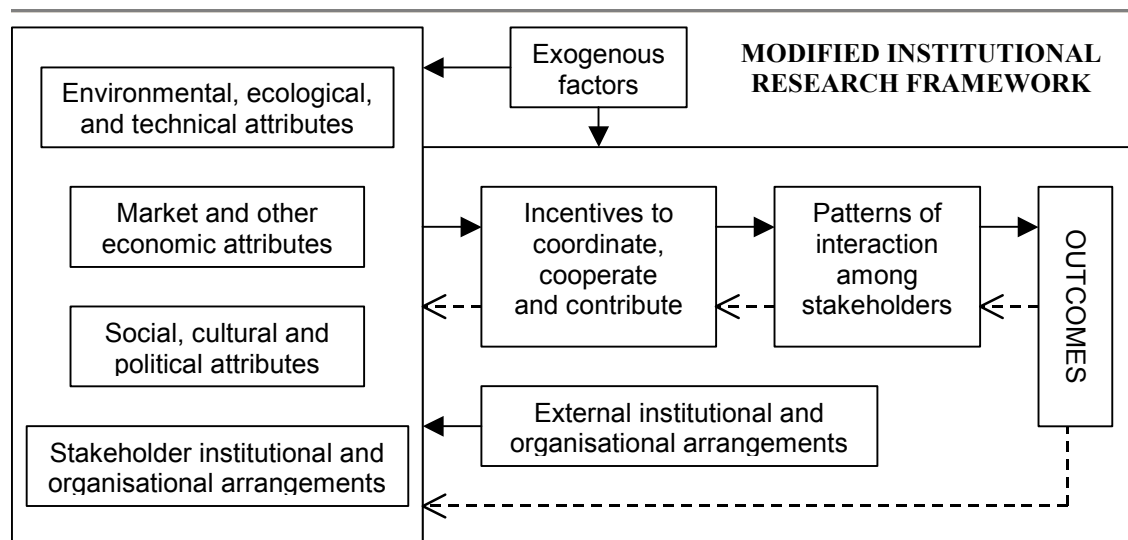 MODIFIED INSTITUTIONAL
RESEARCH FRAMEWORK
Exogenous
factors
Environmental, ecological,
and technical attributes
Market and other
economic attributes
Social, cultural and
political attributes
Stakeholder institutional and
organisational arrangements
Incentives to
coordinate,
cooperate
and contribute
Patterns of
interaction
among
stakeholders
OUTCOMES
External institutional and
organisational arrangements